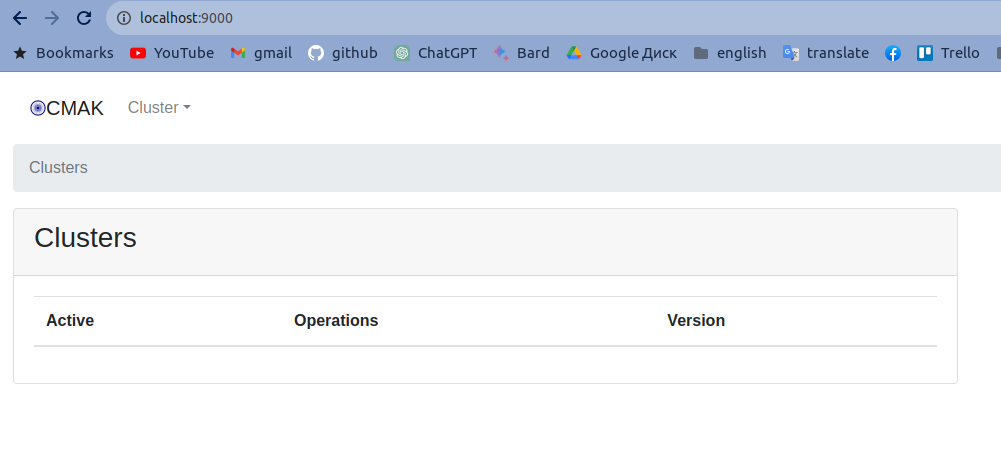 localhost:9000
Bookmarks YouTube gmail github ChatGPT Bard Google Диск english translate Trello
CMAK Cluster
Clusters
Clusters
Active Operations Version